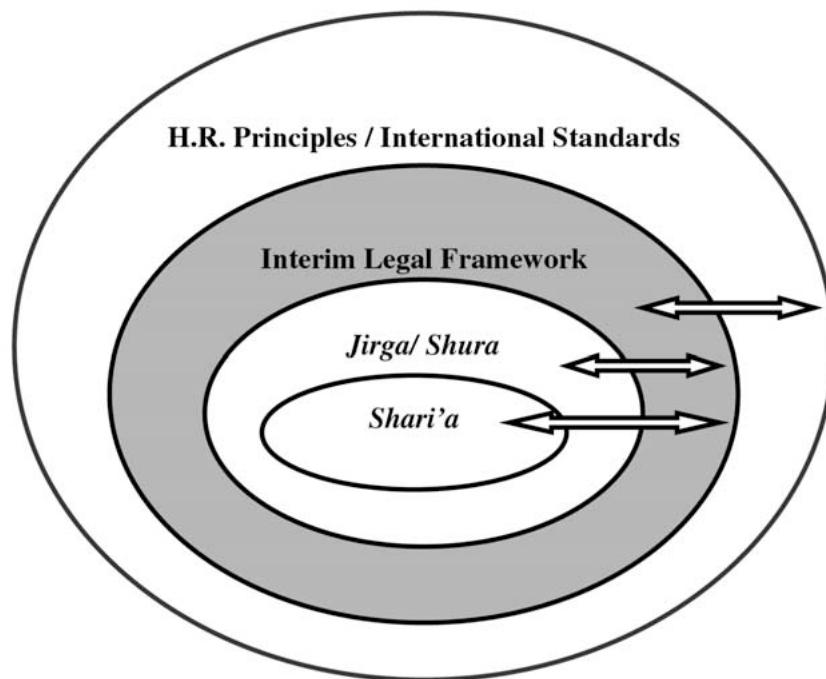 H.R. Principles / International Standards
Interim Legal Framework
Jirga/ Shura
Shari’a